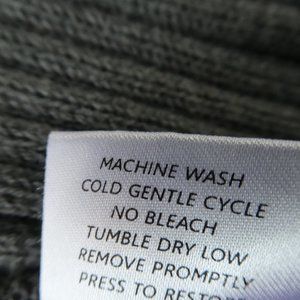 MACHINE WASH
COLD GENTLE CYCLE
NO BLEACH
TUMBLE DRY LOW
REMOVE PROMPTLY
PRESS TO